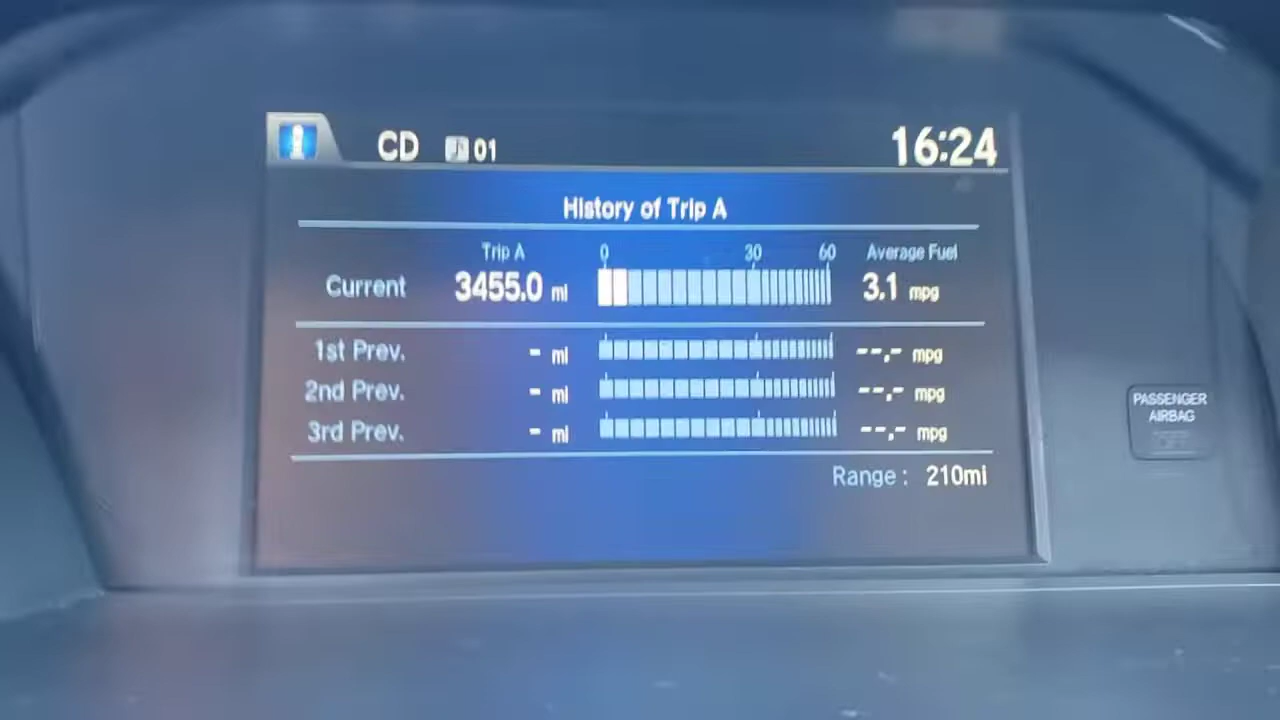 CD 01 16:24
History of Trip A
Trip A 0 30 60 Average Fuel
Current 3455.0 mi 3.1 mpg
1st Prev. - mi --.- mpg
2nd Prev. - mi --.- mpg
3rd Prev. - mi --.- mpg
Range : 210mi
PASSENGER
AIRBAG